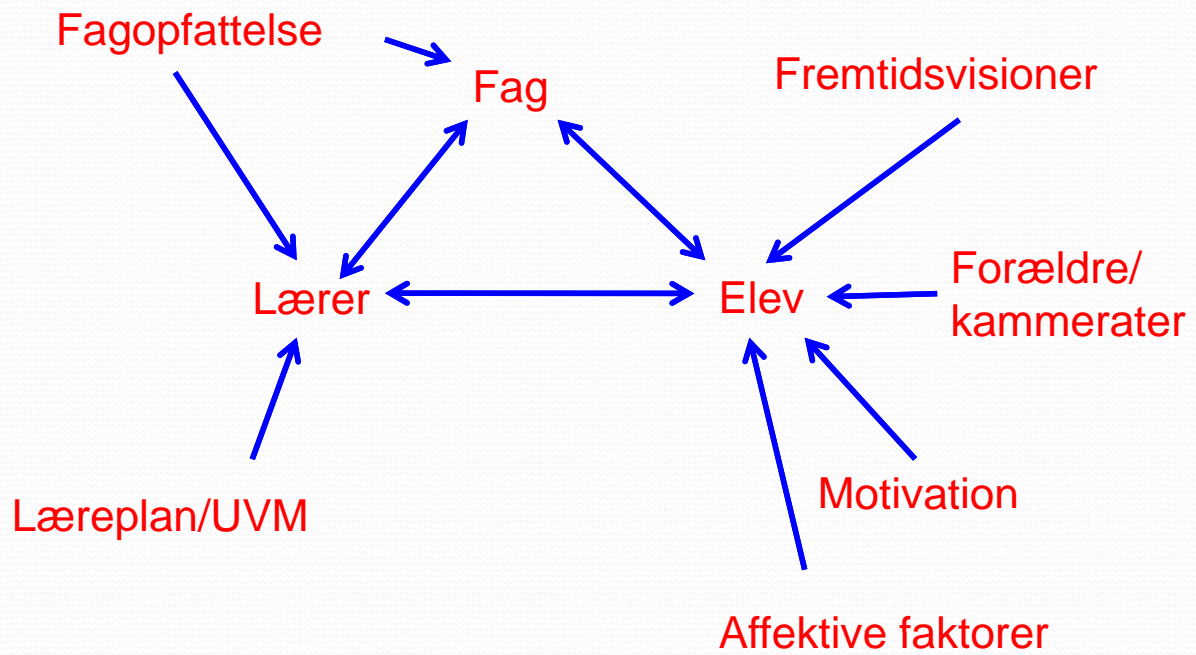 Fagopfattelse
Fag
Fremtidsvisioner
Lærer
Elev
Forældre/
kammerater
Læreplan/UVM
Motivation
Affektive faktorer